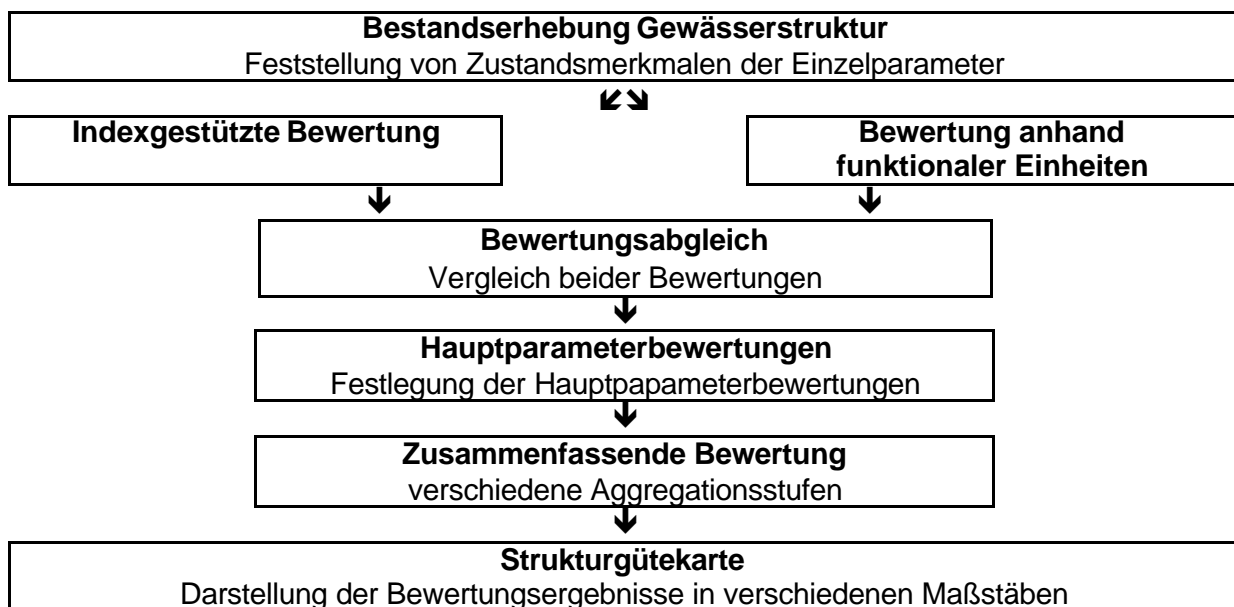 Bestandserhebung Gewässerstruktur
Feststellung von Zustandsmerkmalen der Einzelparameter
Indexgestützte Bewertung
Bewertung anhand
funktionaler Einheiten
Bewertungsabgleich
Vergleich beider Bewertungen
Hauptparameterbewertungen
Festlegung der Hauptpapameterbewertungen
Zusammenfassende Bewertung
verschiedene Aggregationsstufen
Strukturgütekarte
Darstellung der Bewertungsergebnisse in verschiedenen Maßstäben